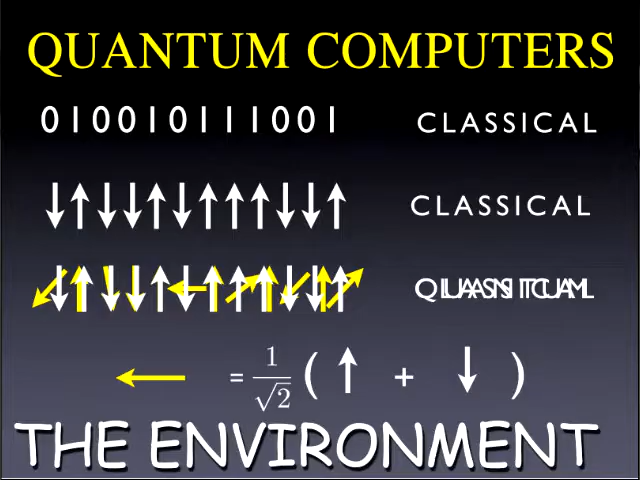 QUANTUM COMPUTERS
010010111001 CLASSICAL
↓↑↓↓↑↓↑↑↑↓↓↑ CLASSICAL
← = 1/√2 ( ↑ + ↓ )
THE ENVIRONMENT